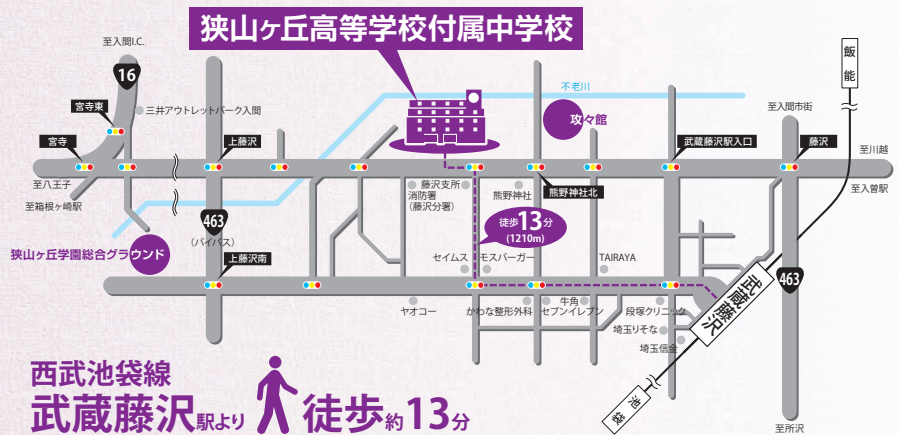 狭山ヶ丘高等学校付属中学校
至入間I.C.
16
宮寺東
三井アウトレットパーク入間
宮寺
上藤沢
不老川
攻々館
飯能
至入間市街
武蔵藤沢駅入口
藤沢
至川越
至八王子
至箱根ヶ崎駅
至入曽駅
藤沢支所
消防署
(藤沢分署)
熊野神社
熊野神社北
463
(バイパス)
徒歩13分
(1210m)
狭山ヶ丘学園総合グラウンド
上藤沢南
セイムス
モスバーガー
TAIRAYA
463
武蔵藤沢
ヤオコー
かわな整形外科
セブンイレブン
牛角
段塚クリニック
埼玉りそな
埼玉信金
池袋
至所沢
西武池袋線
武蔵藤沢駅より
徒歩約13分